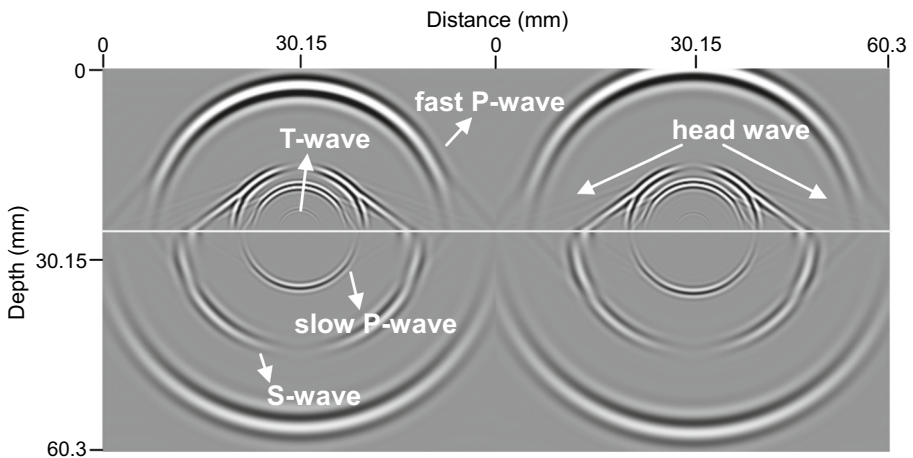 Distance (mm)
0 30.15 0 30.15 60.3
0
fast P-wave
T-wave
head wave
Depth (mm)
30.15
slow P-wave
S-wave
60.3